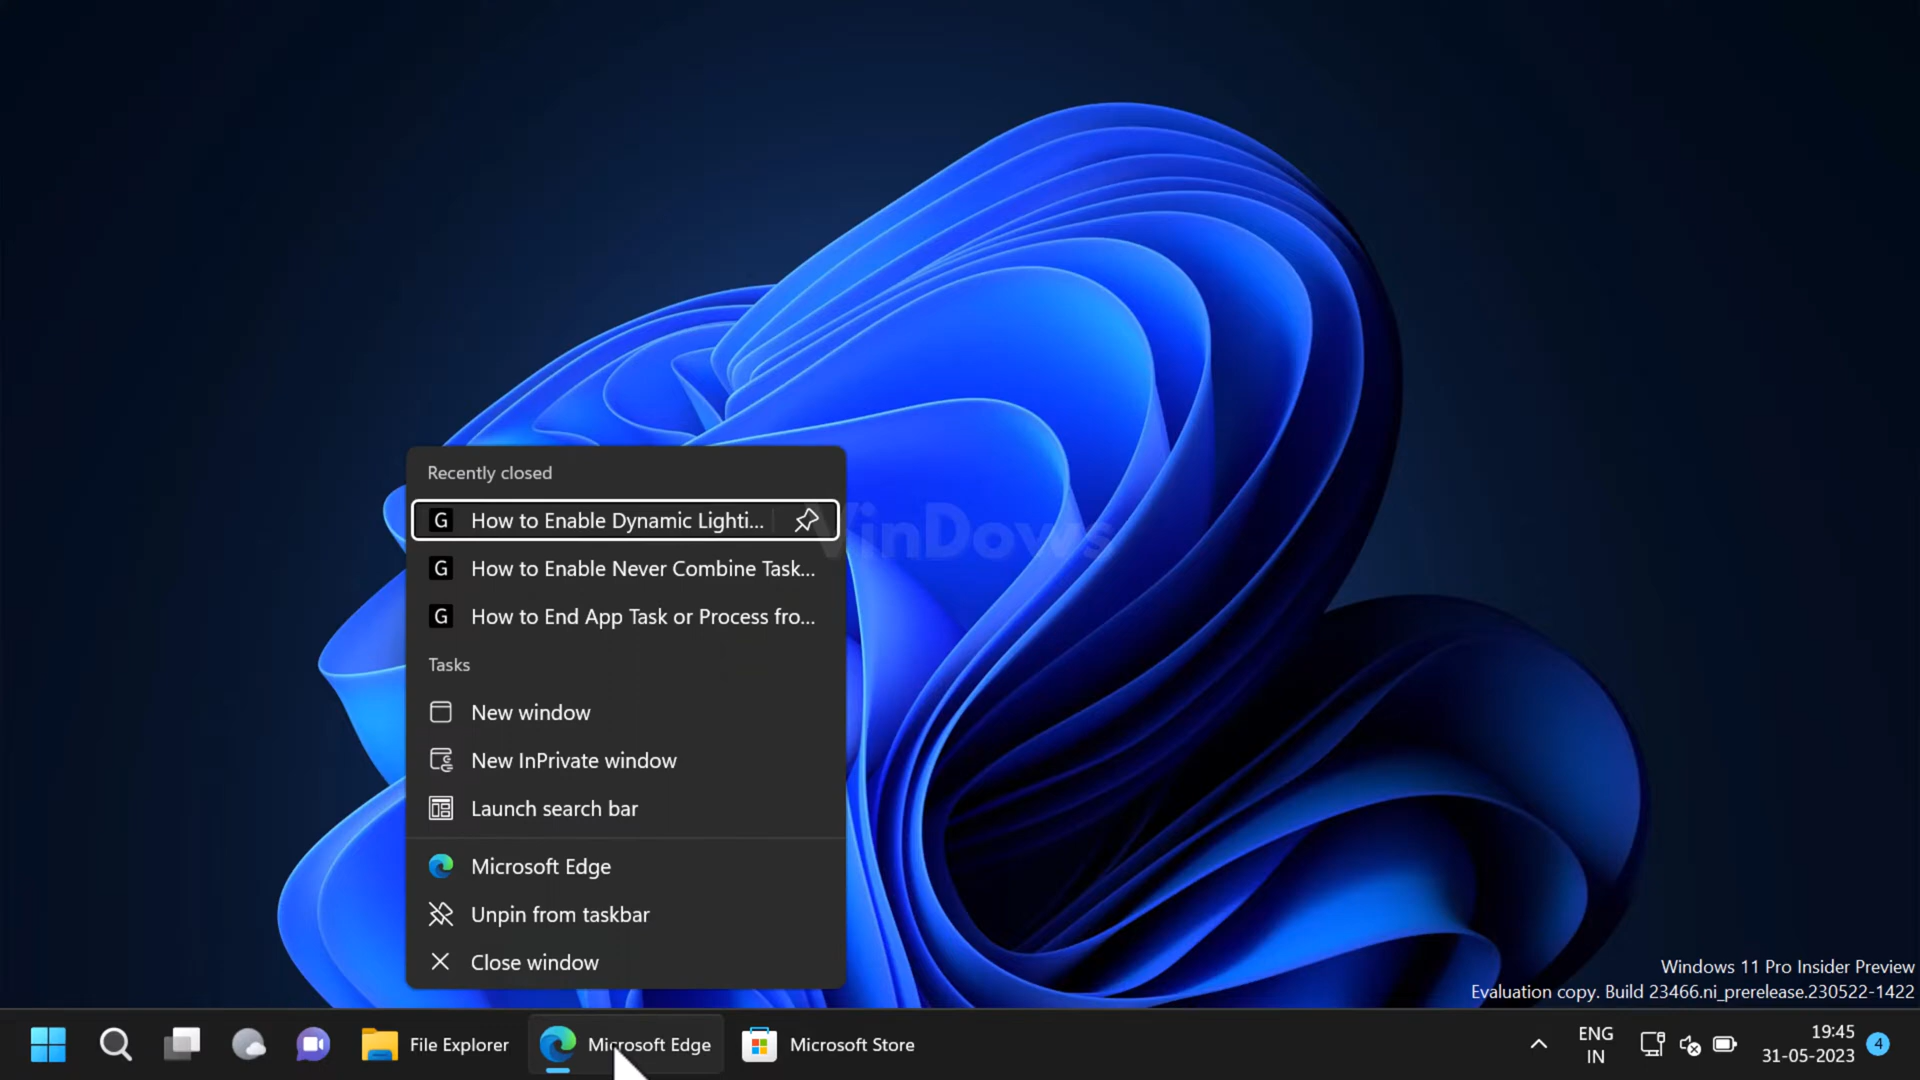 Recently closed
G How to Enable Dynamic Lighti...
VinDows
G How to Enable Never Combine Task...
G How to End App Task or Process fro...
Tasks
New window
New InPrivate window
Launch search bar
Microsoft Edge
Unpin from taskbar
Close window
Windows 11 Pro Insider Preview
Evaluation copy. Build 23466.ni_prerelease.230522-1422
File Explorer
Microsoft Edge
Microsoft Store
ENG
IN
19:45
31-05-2023
4